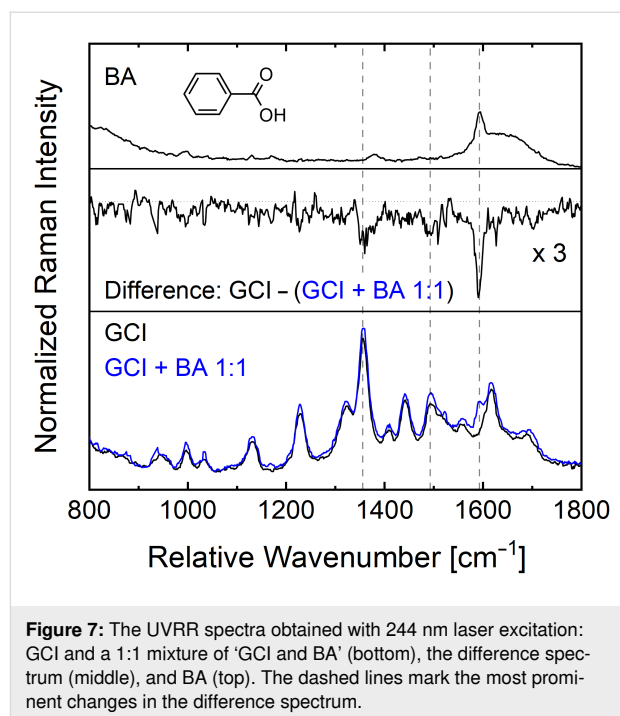 Normalized Raman Intensity
BA
O
OH
x 3
Difference: GCI – (GCI + BA 1:1)
GCI
GCI + BA 1:1
800 1000 1200 1400 1600 1800
Relative Wavenumber [cm⁻¹]
Figure 7: The UVRR spectra obtained with 244 nm laser excitation:
GCI and a 1:1 mixture of ‘GCI and BA’ (bottom), the difference spec-
trum (middle), and BA (top). The dashed lines mark the most promi-
nent changes in the difference spectrum.